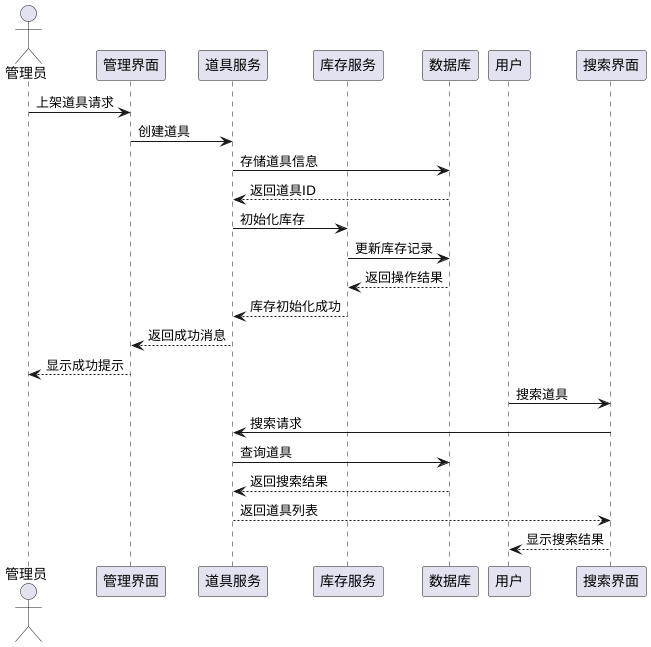 管理员
管理界面
道具服务
库存服务
数据库
用户
搜索界面
上架道具请求
创建道具
存储道具信息
返回道具ID
初始化库存
更新库存记录
返回操作结果
库存初始化成功
返回成功消息
显示成功提示
搜索道具
搜索请求
查询道具
返回搜索结果
返回道具列表
显示搜索结果
管理员
管理界面
道具服务
库存服务
数据库
用户
搜索界面